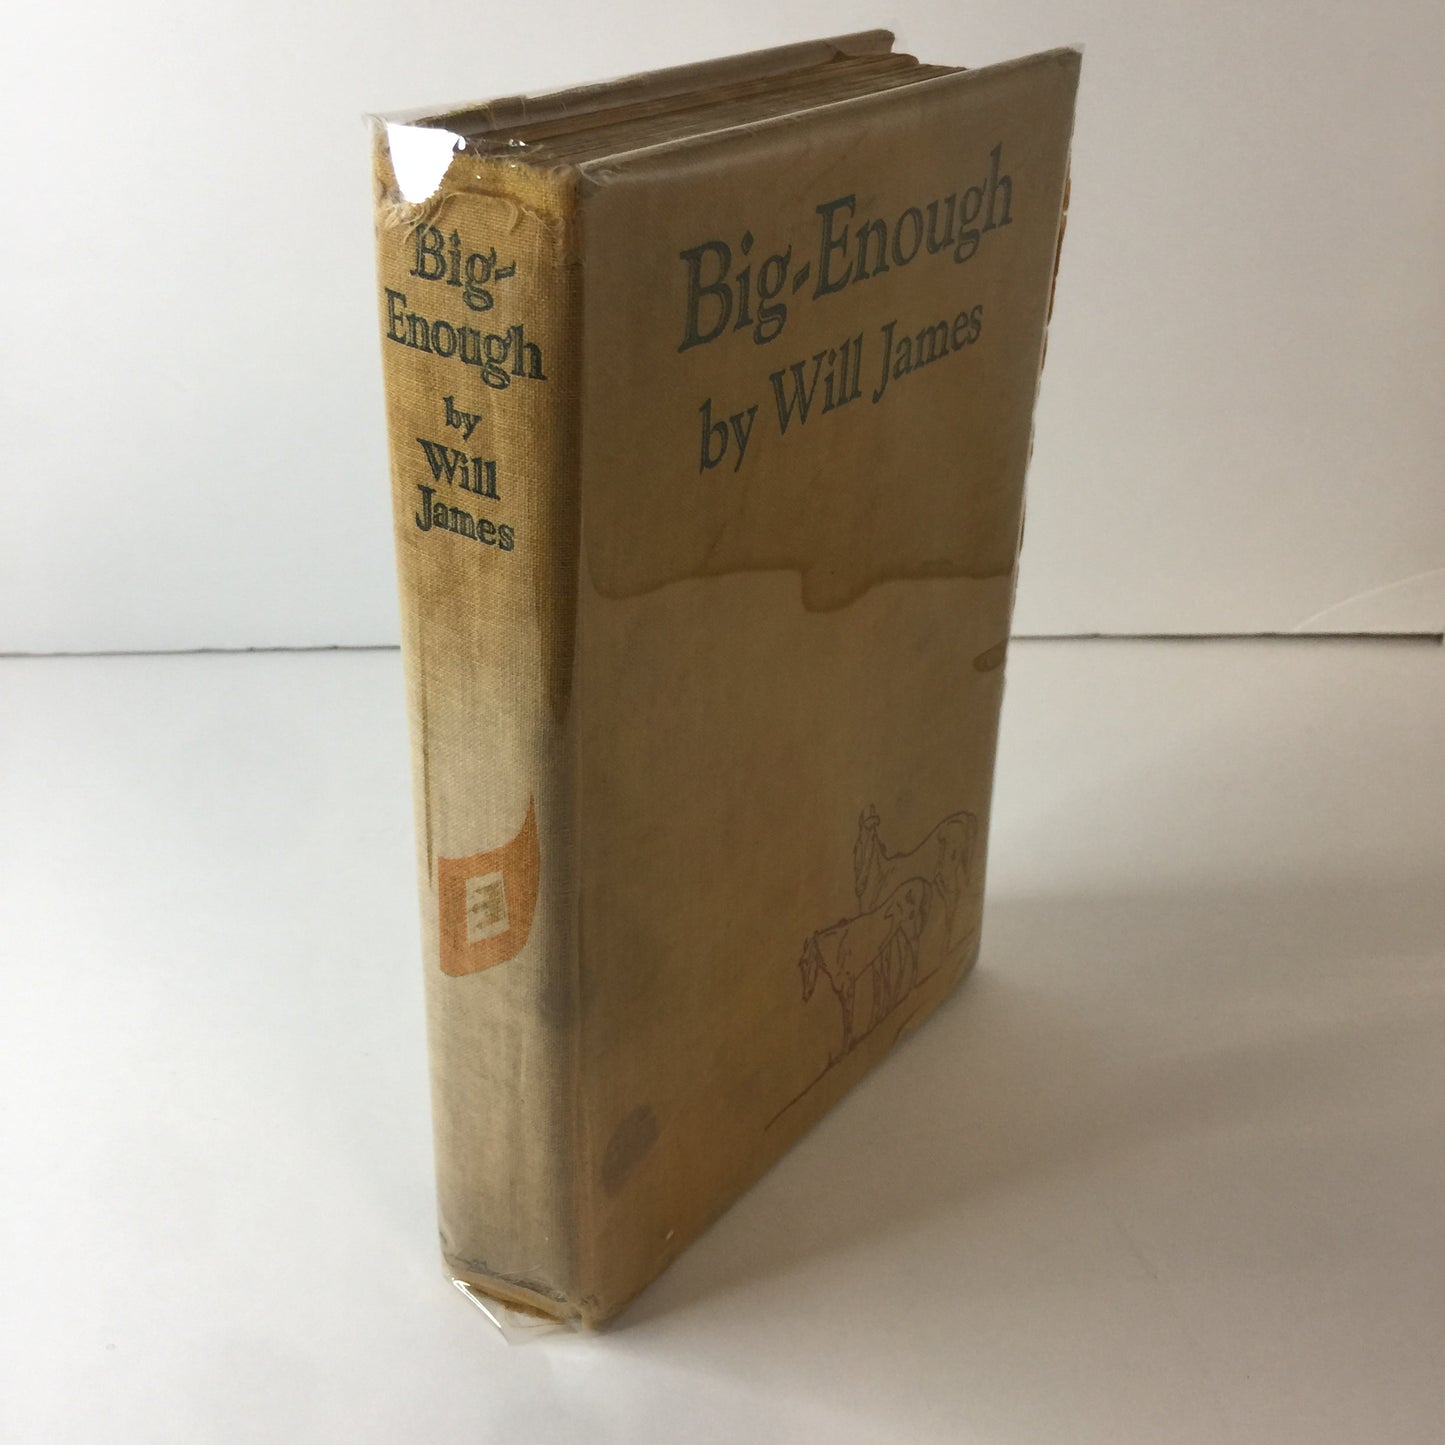 Big-
Enough
by
Will
James
Big-Enough
by Will James